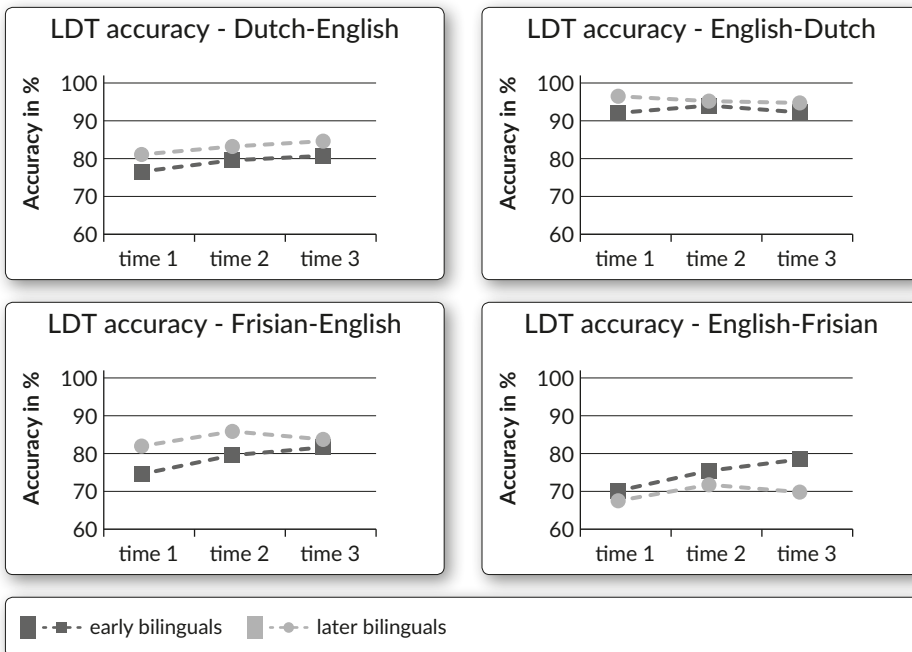 LDT accuracy - Dutch-English
Accuracy in %
100
90
80
70
60
time 1 time 2 time 3
LDT accuracy - English-Dutch
Accuracy in %
100
90
80
70
60
time 1 time 2 time 3
LDT accuracy - Frisian-English
Accuracy in %
100
90
80
70
60
time 1 time 2 time 3
LDT accuracy - English-Frisian
Accuracy in %
100
90
80
70
60
time 1 time 2 time 3
early bilinguals later bilinguals